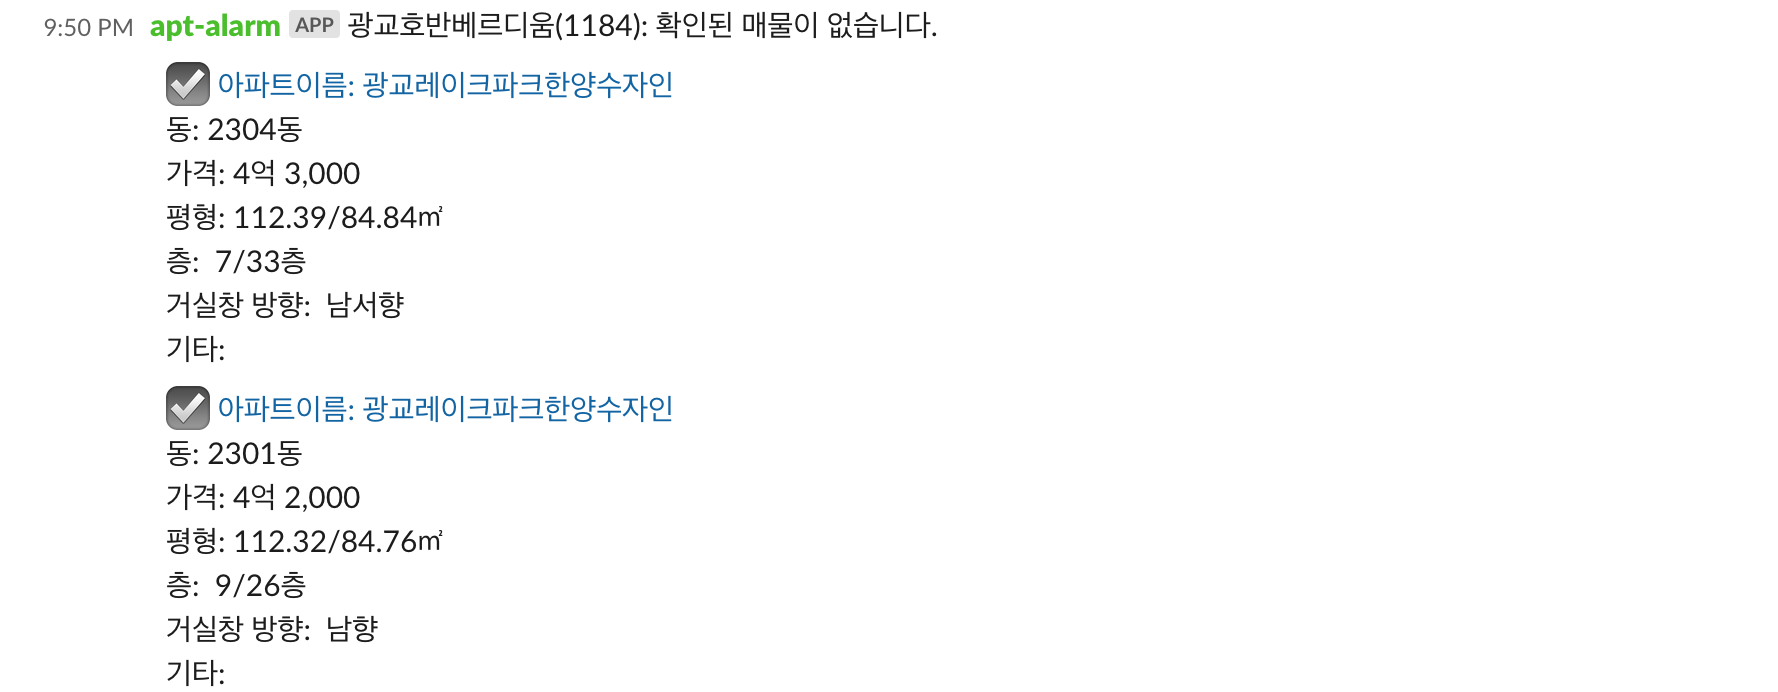 9:50 PM apt-alarm APP 광교호반베르디움(1184): 확인된 매물이 없습니다.
아파트이름: 광교레이크파크한양수자인
동: 2304동
가격: 4억 3,000
평형: 112.39/84.84㎡
층:  7/33층
거실창 방향:  남서향
기타:
아파트이름: 광교레이크파크한양수자인
동: 2301동
가격: 4억 2,000
평형: 112.32/84.76㎡
층:  9/26층
거실창 방향:  남향
기타: